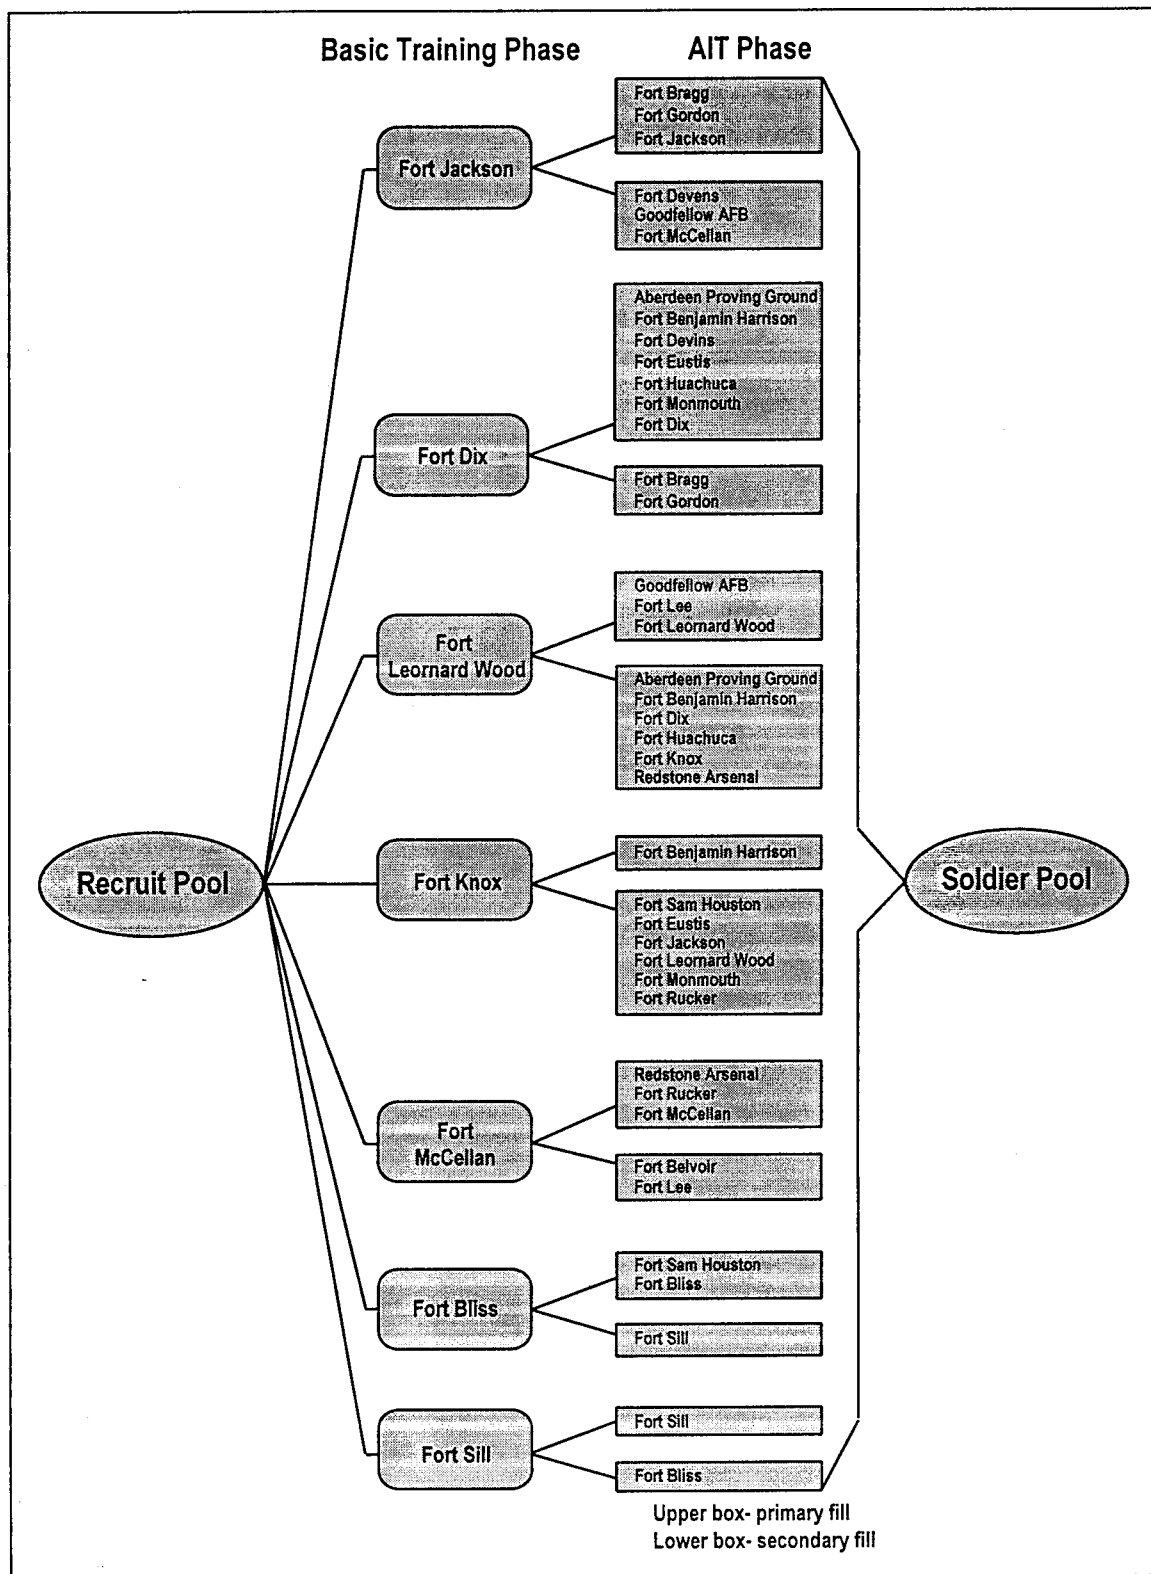 Basic Training Phase
AIT Phase
Fort Jackson
Fort Bragg
Fort Gordon
Fort Jackson
Fort Devens
Goodfellow AFB
Fort McCellan
Fort Dix
Aberdeen Proving Ground
Fort Benjamin Harrison
Fort Devins
Fort Eustis
Fort Huachuca
Fort Monmouth
Fort Dix
Fort Bragg
Fort Gordon
Fort
Leornard Wood
Goodfellow AFB
Fort Lee
Fort Leornard Wood
Aberdeen Proving Ground
Fort Benjamin Harrison
Fort Dix
Fort Huachuca
Fort Knox
Redstone Arsenal
Recruit Pool
Fort Knox
Fort Benjamin Harrison
Fort Sam Houston
Fort Eustis
Fort Jackson
Fort Leornard Wood
Fort Monmouth
Fort Rucker
Soldier Pool
Fort
McCellan
Redstone Arsenal
Fort Rucker
Fort McCellan
Fort Belvoir
Fort Lee
Fort Bliss
Fort Sam Houston
Fort Bliss
Fort Sill
Fort Sill
Fort Sill
Fort Bliss
Upper box- primary fill
Lower box- secondary fill